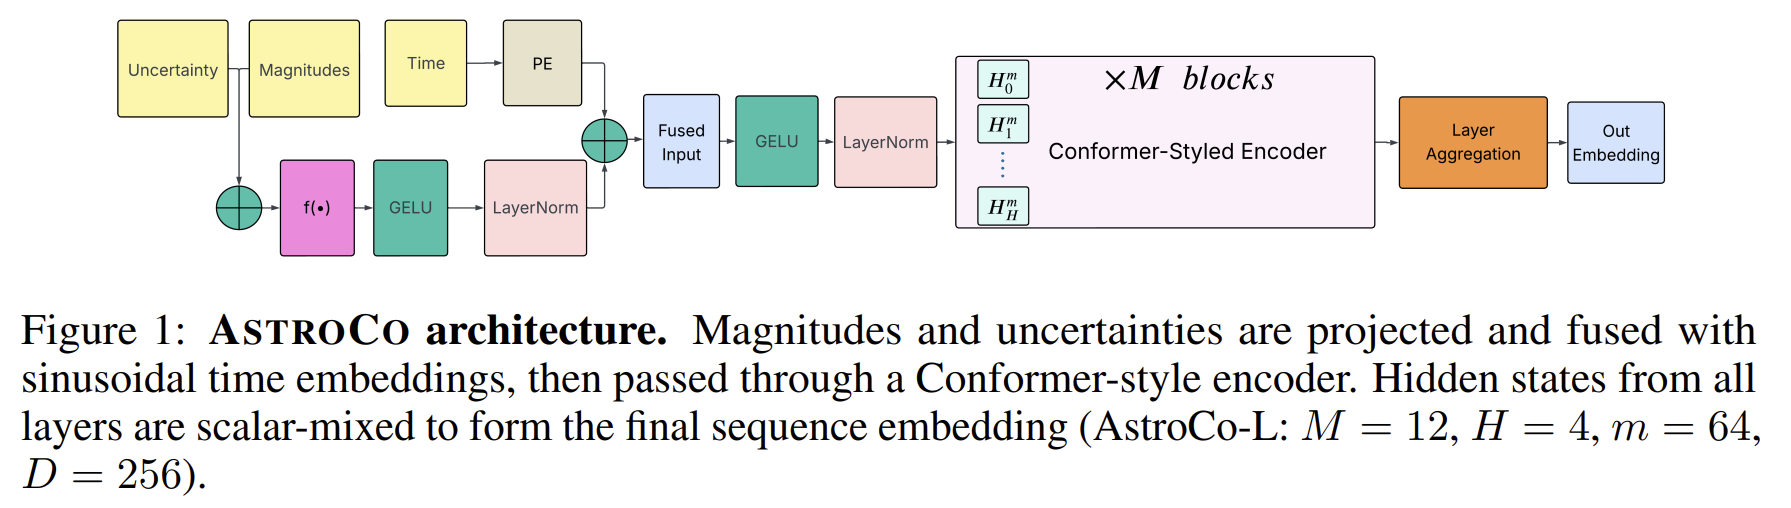 Uncertainty
Magnitudes
Time
PE
f(•)
GELU
LayerNorm
Fused
Input
GELU
LayerNorm
H_0^m
H_1^m
H_H^m
×M blocks
Conformer-Styled Encoder
Layer
Aggregation
Out
Embedding
Figure 1: ASTROCO architecture. Magnitudes and uncertainties are projected and fused with
sinusoidal time embeddings, then passed through a Conformer-style encoder. Hidden states from all
layers are scalar-mixed to form the final sequence embedding (AstroCo-L: M = 12, H = 4, m = 64,
D = 256).